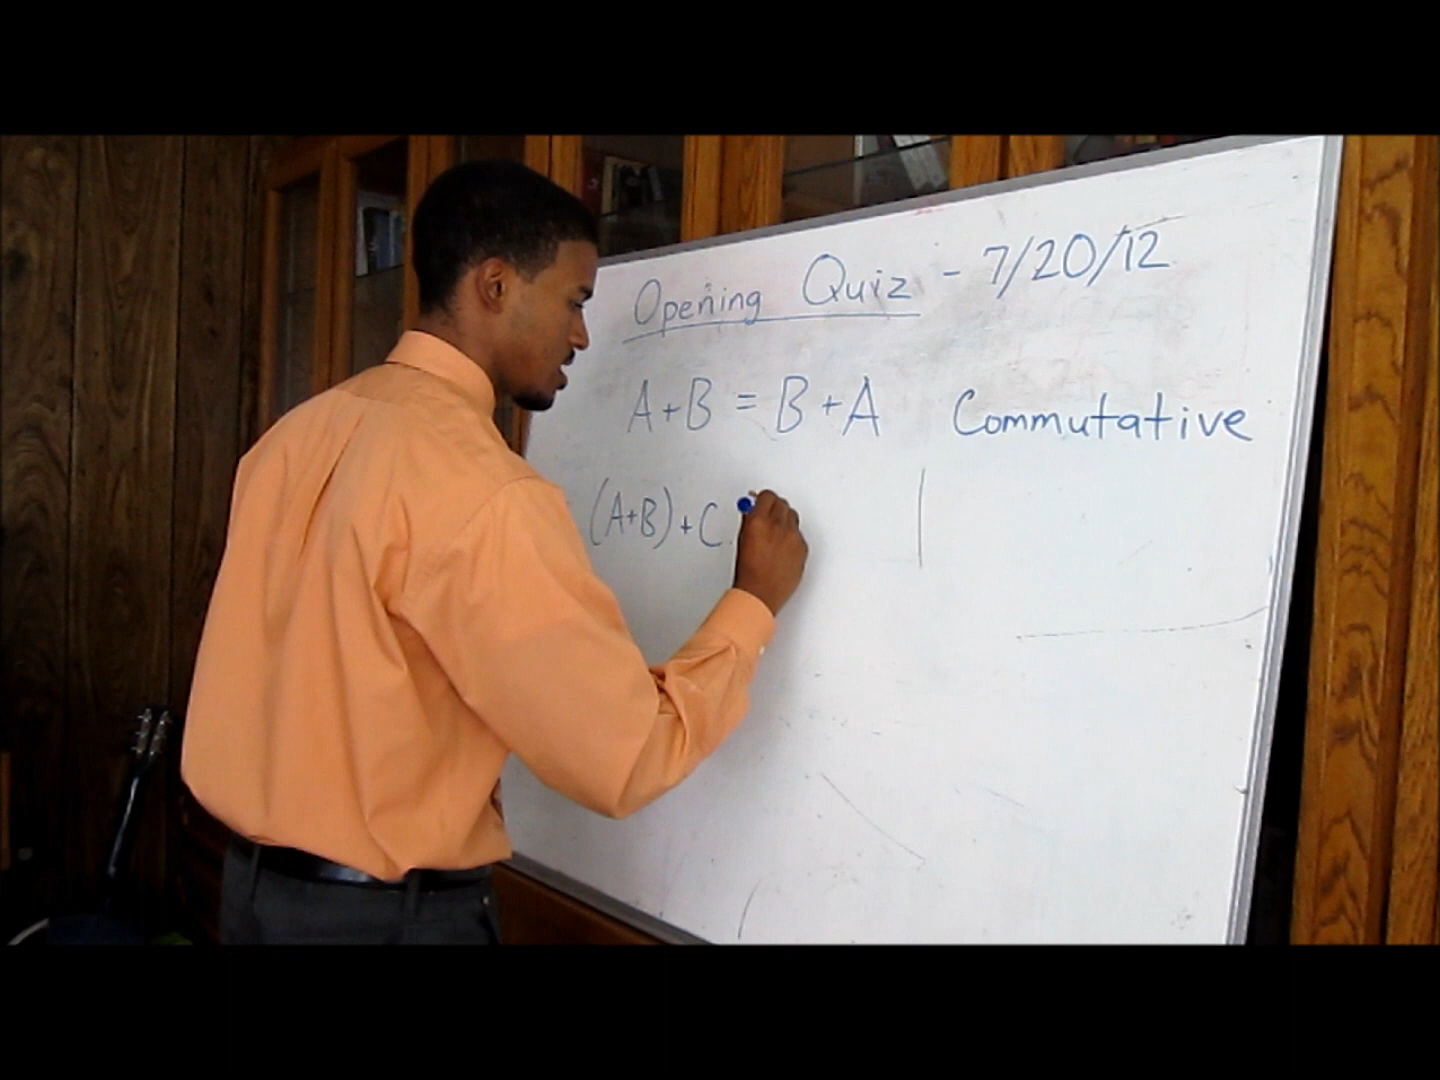 Opening Quiz - 7/20/12
A+B = B+A Commutative
(A+B)+C